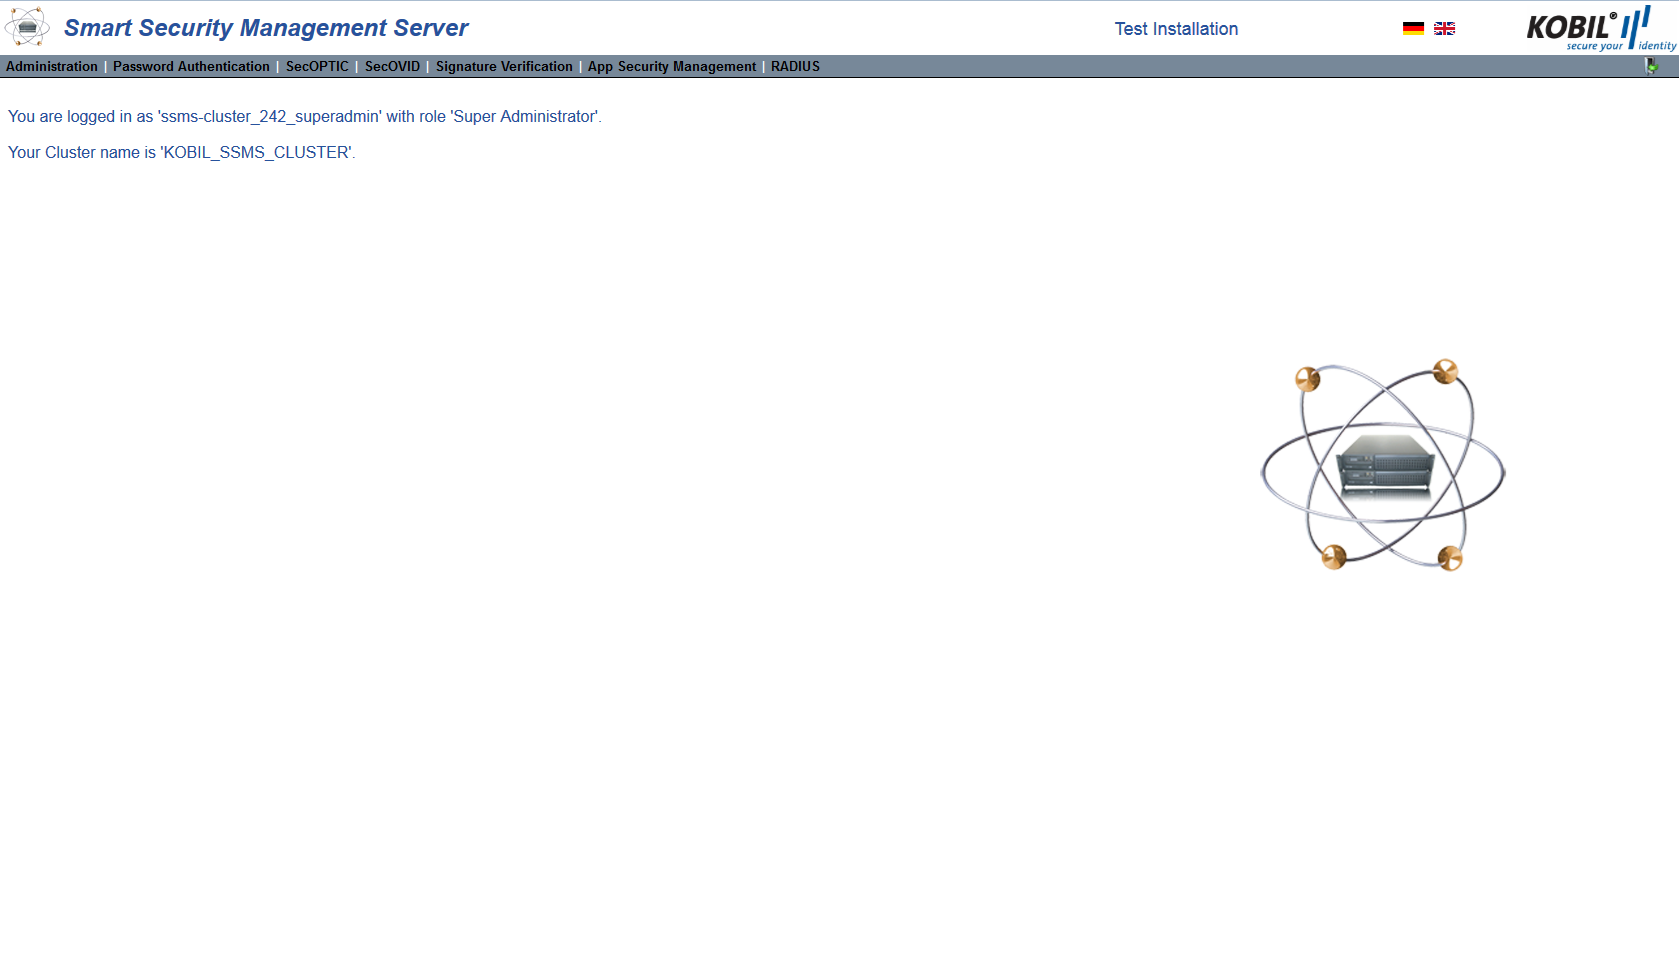 Smart Security Management Server
Test Installation
KOBIL®
secure your identity
Administration | Password Authentication | SecOPTIC | SecOVID | Signature Verification | App Security Management | RADIUS
You are logged in as 'ssms-cluster_242_superadmin' with role 'Super Administrator'.
Your Cluster name is 'KOBIL_SSMS_CLUSTER'.